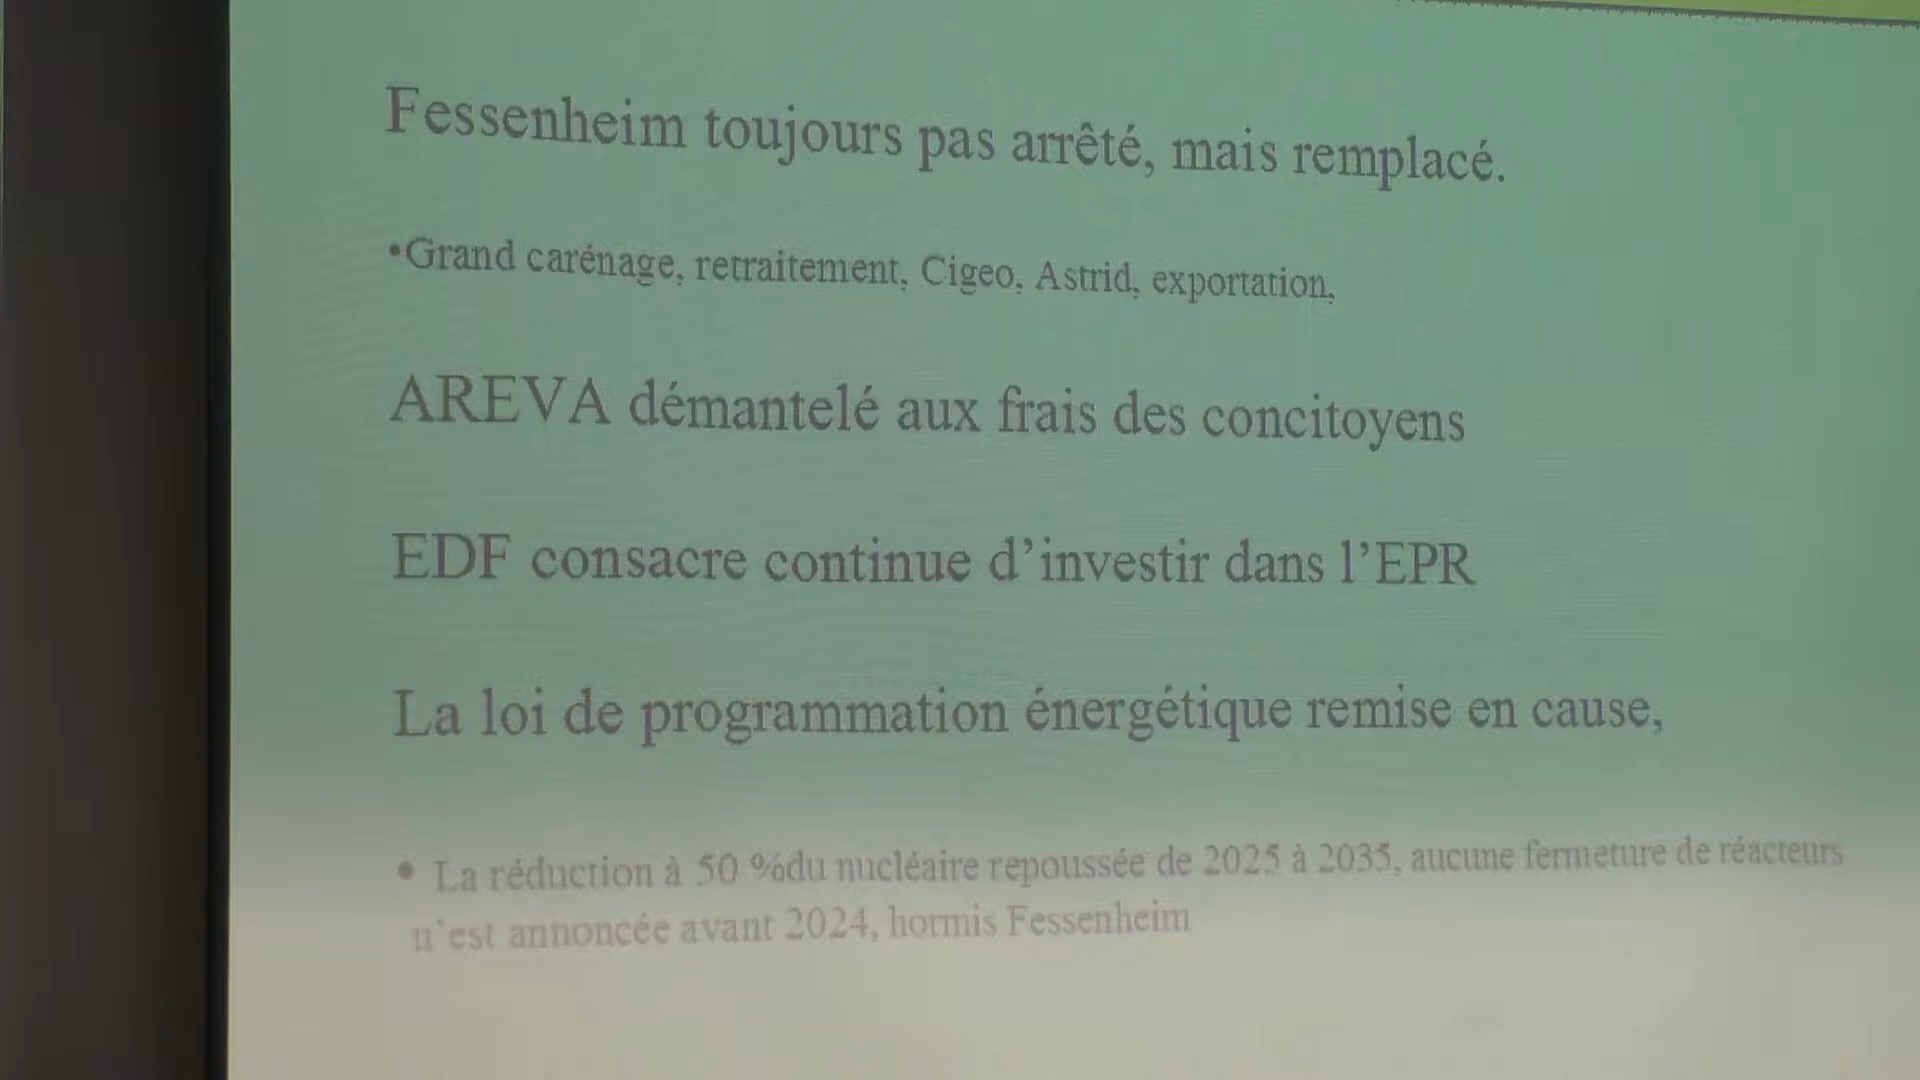 Fessenheim toujours pas arrêté, mais remplacé.
•Grand carénage, retraitement, Cigeo, Astrid, exportation,
AREVA démantelé aux frais des concitoyens
EDF consacre continue d’investir dans l’EPR
La loi de programmation énergétique remise en cause,
• La réduction à 50 %du nucléaire repoussée de 2025 à 2035, aucune fermeture de réacteurs
n’est annoncée avant 2024, hormis Fessenheim